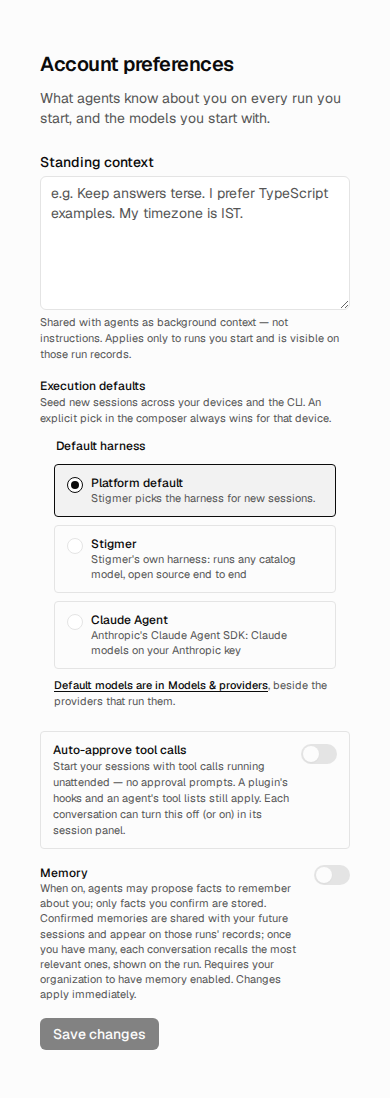 Account preferences
What agents know about you on every run you
start, and the models you start with.
Standing context
e.g. Keep answers terse. I prefer TypeScript
examples. My timezone is IST.
Shared with agents as background context — not
instructions. Applies only to runs you start and is visible on
those run records.
Execution defaults
Seed new sessions across your devices and the CLI. An
explicit pick in the composer always wins for that device.
Default harness
Platform default
Stigmer picks the harness for new sessions.
Stigmer
Stigmer's own harness: runs any catalog
model, open source end to end
Claude Agent
Anthropic's Claude Agent SDK: Claude
models on your Anthropic key
Default models are in Models & providers, beside the
providers that run them.
Auto-approve tool calls
Start your sessions with tool calls running
unattended — no approval prompts. A plugin's
hooks and an agent's tool lists still apply. Each
conversation can turn this off (or on) in its
session panel.
Memory
When on, agents may propose facts to remember
about you; only facts you confirm are stored.
Confirmed memories are shared with your future
sessions and appear on those runs' records; once
you have many, each conversation recalls the most
relevant ones, shown on the run. Requires your
organization to have memory enabled. Changes
apply immediately.
Save changes